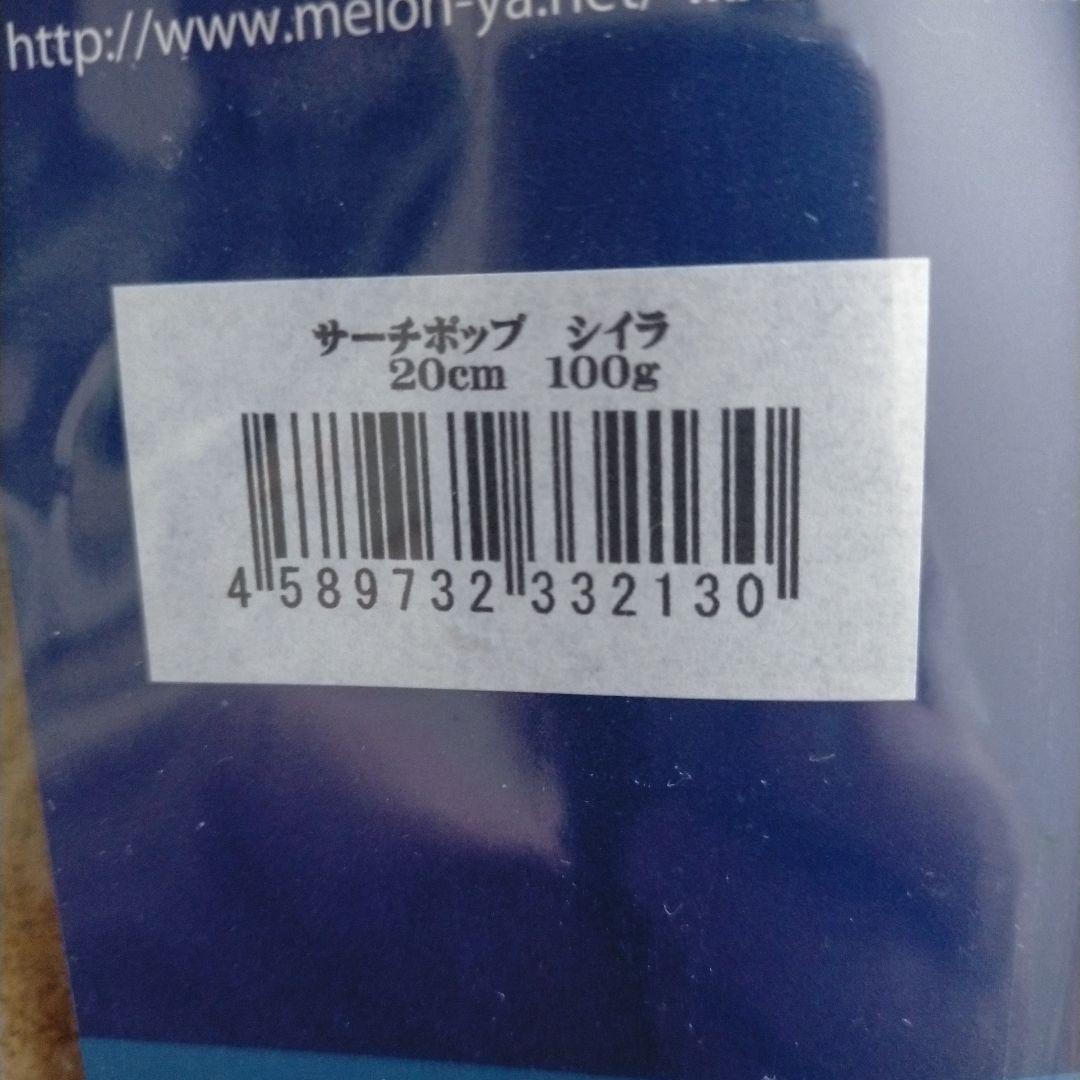 http://www.melon-ya.net/
サーチポップ　シイラ
20cm 100g
4 589732 332130